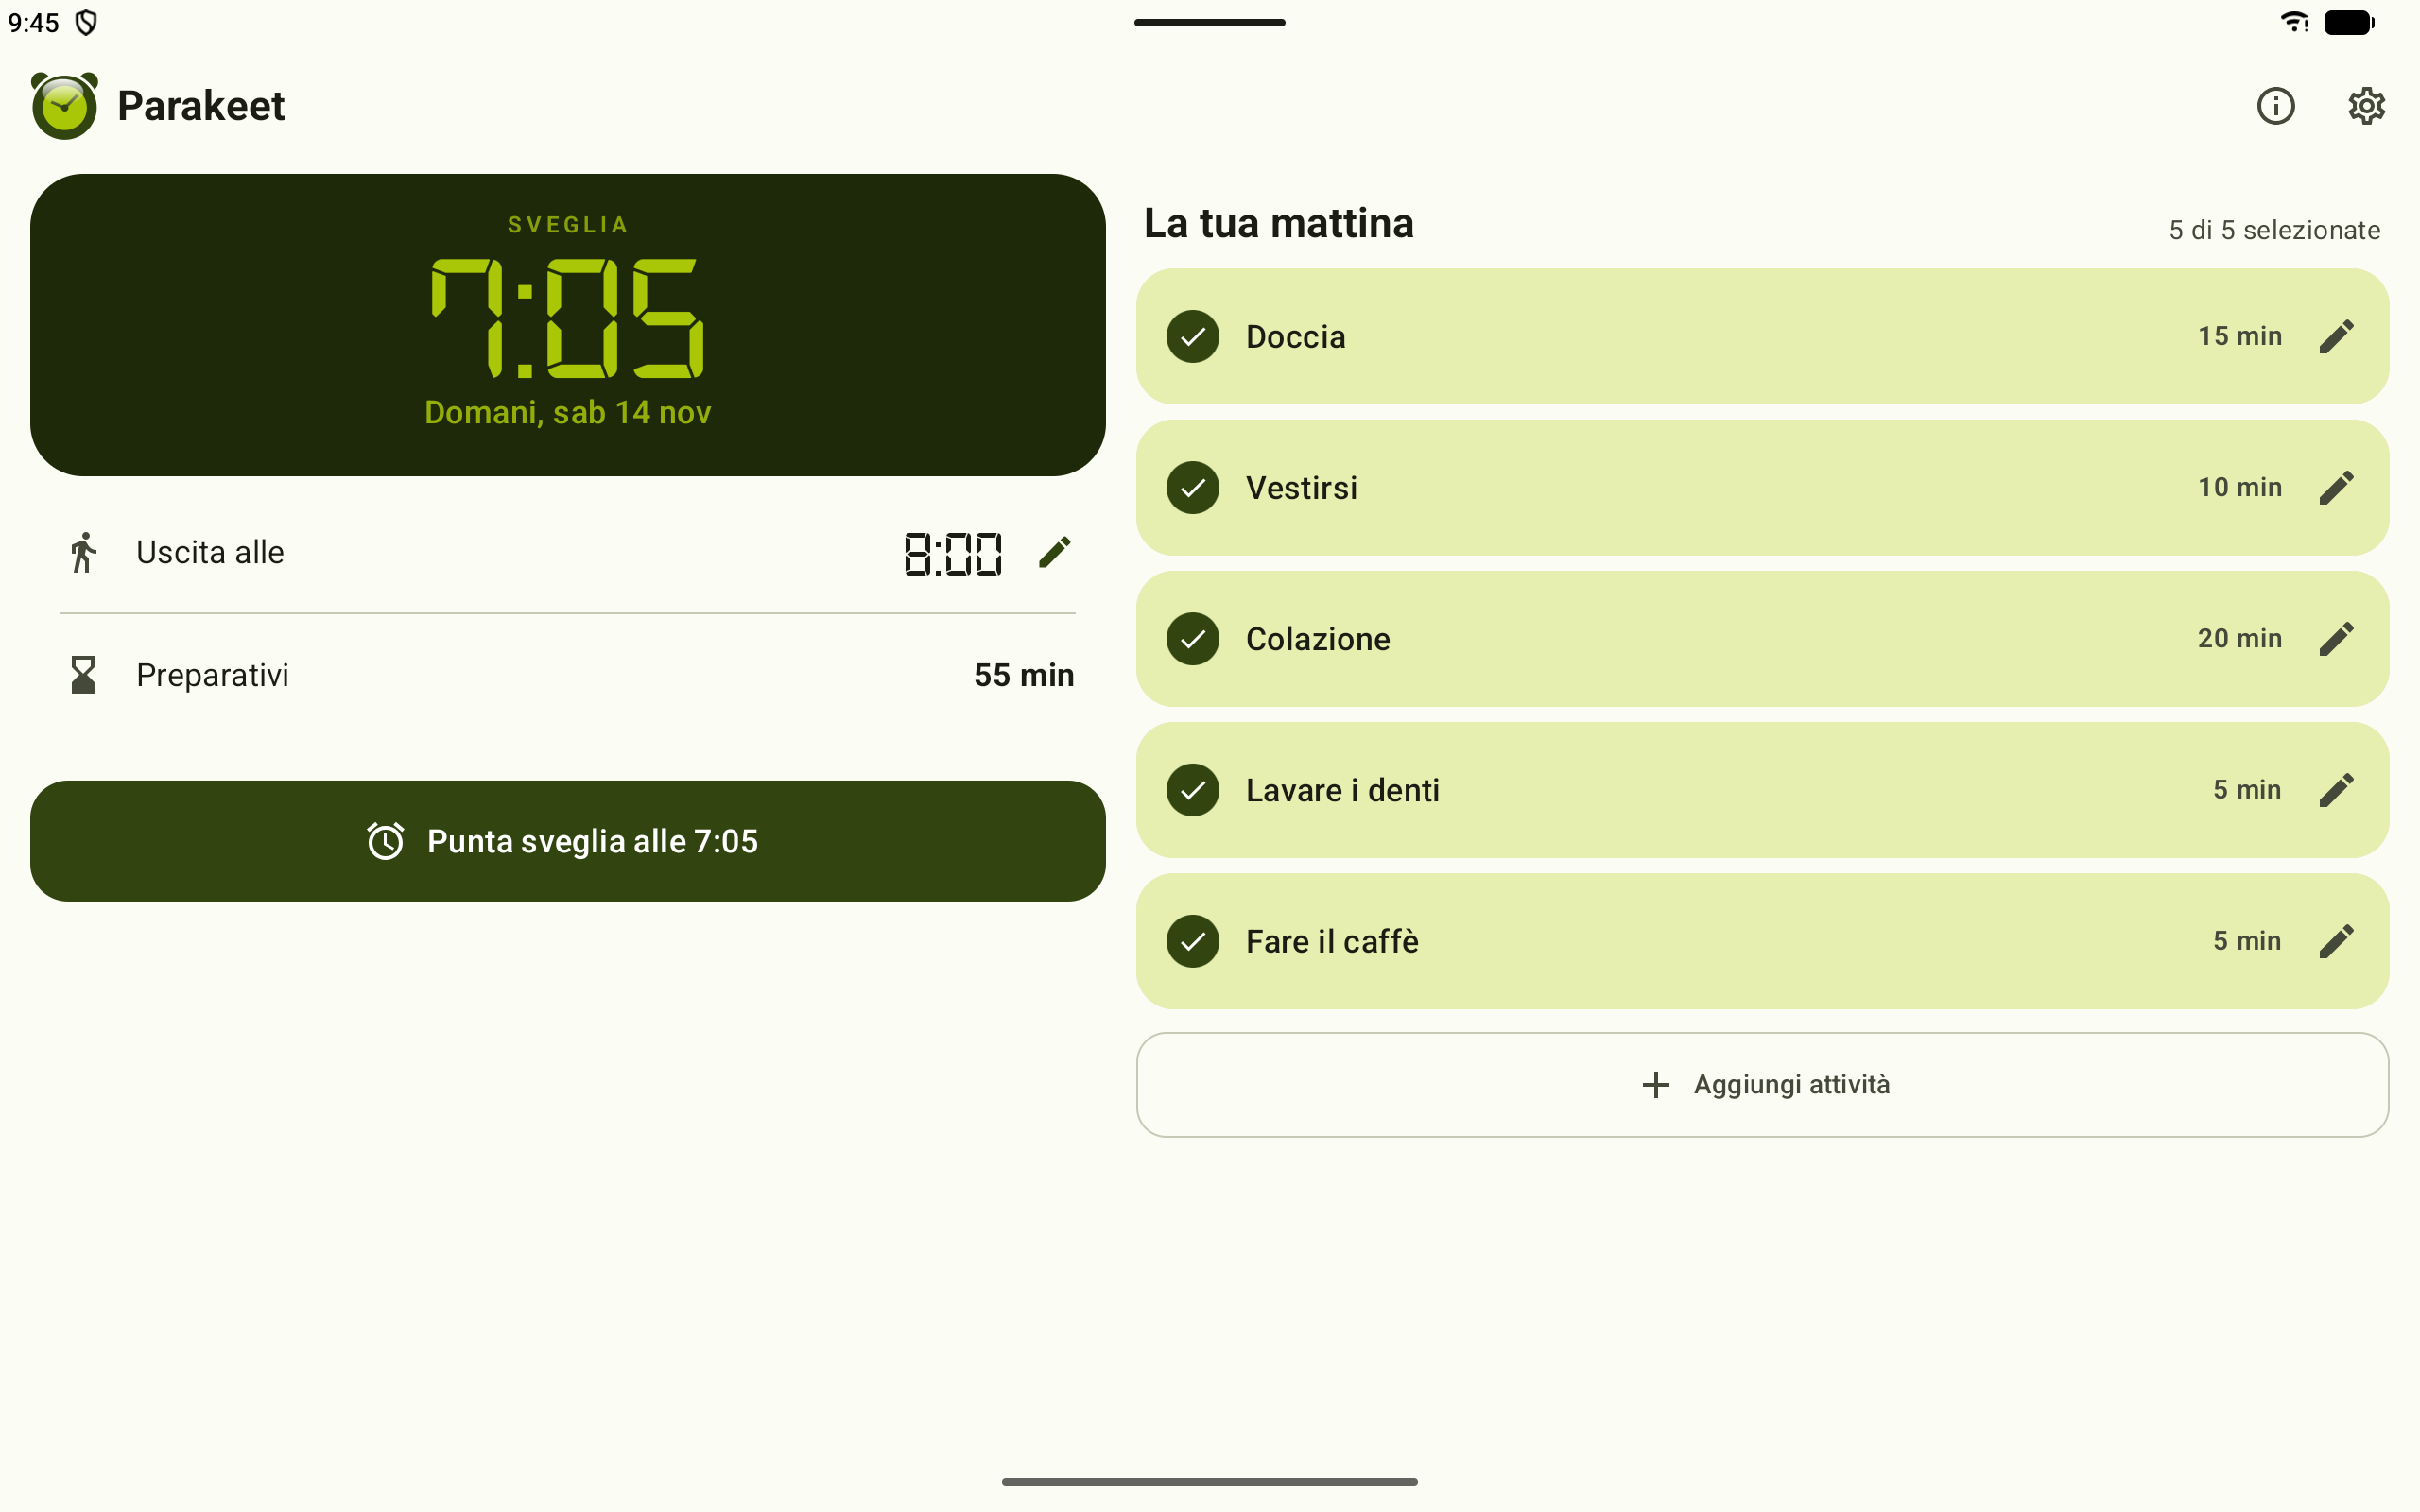 9:45
Parakeet
SVEGLIA
7:05
Domani, sab 14 nov
Uscita alle
8:00
Preparativi
55 min
Punta sveglia alle 7:05
La tua mattina
5 di 5 selezionate
Doccia
15 min
Vestirsi
10 min
Colazione
20 min
Lavare i denti
5 min
Fare il caffè
5 min
Aggiungi attività